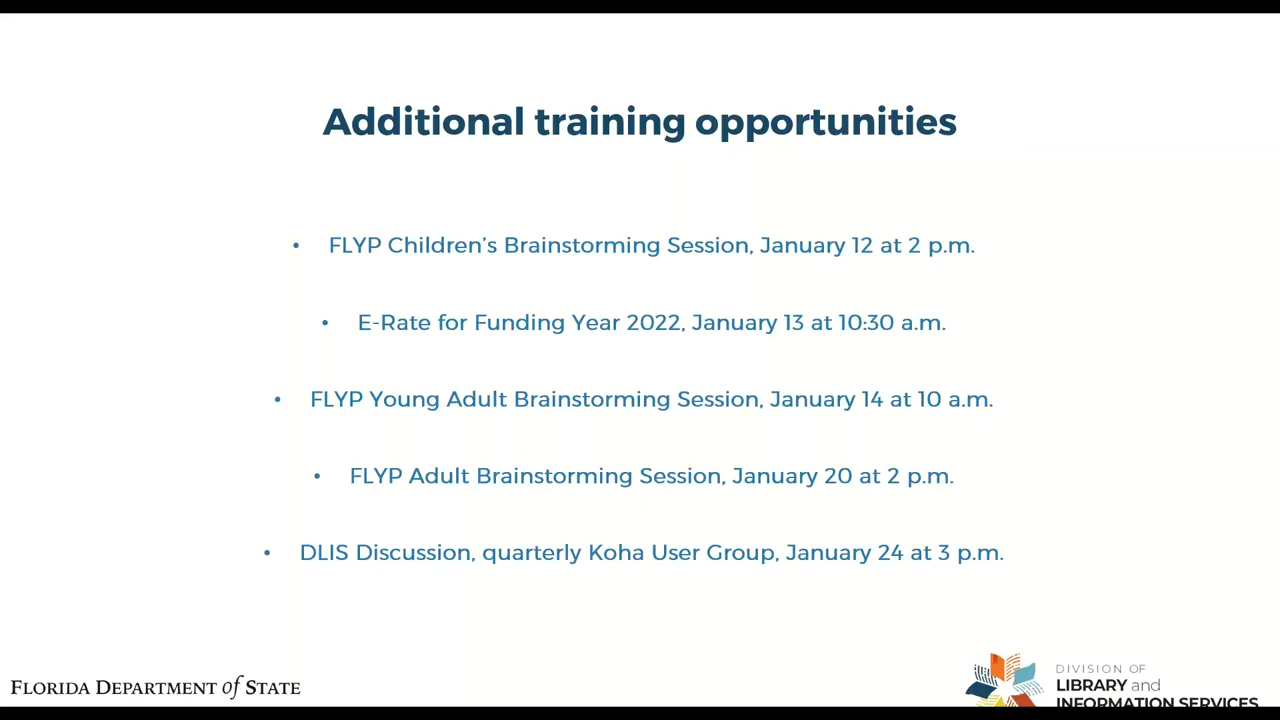 Additional training opportunities
• FLYP Children’s Brainstorming Session, January 12 at 2 p.m.
• E-Rate for Funding Year 2022, January 13 at 10:30 a.m.
• FLYP Young Adult Brainstorming Session, January 14 at 10 a.m.
• FLYP Adult Brainstorming Session, January 20 at 2 p.m.
• DLIS Discussion, quarterly Koha User Group, January 24 at 3 p.m.
FLORIDA DEPARTMENT of STATE
DIVISION OF
LIBRARY and
INFORMATION SERVICES